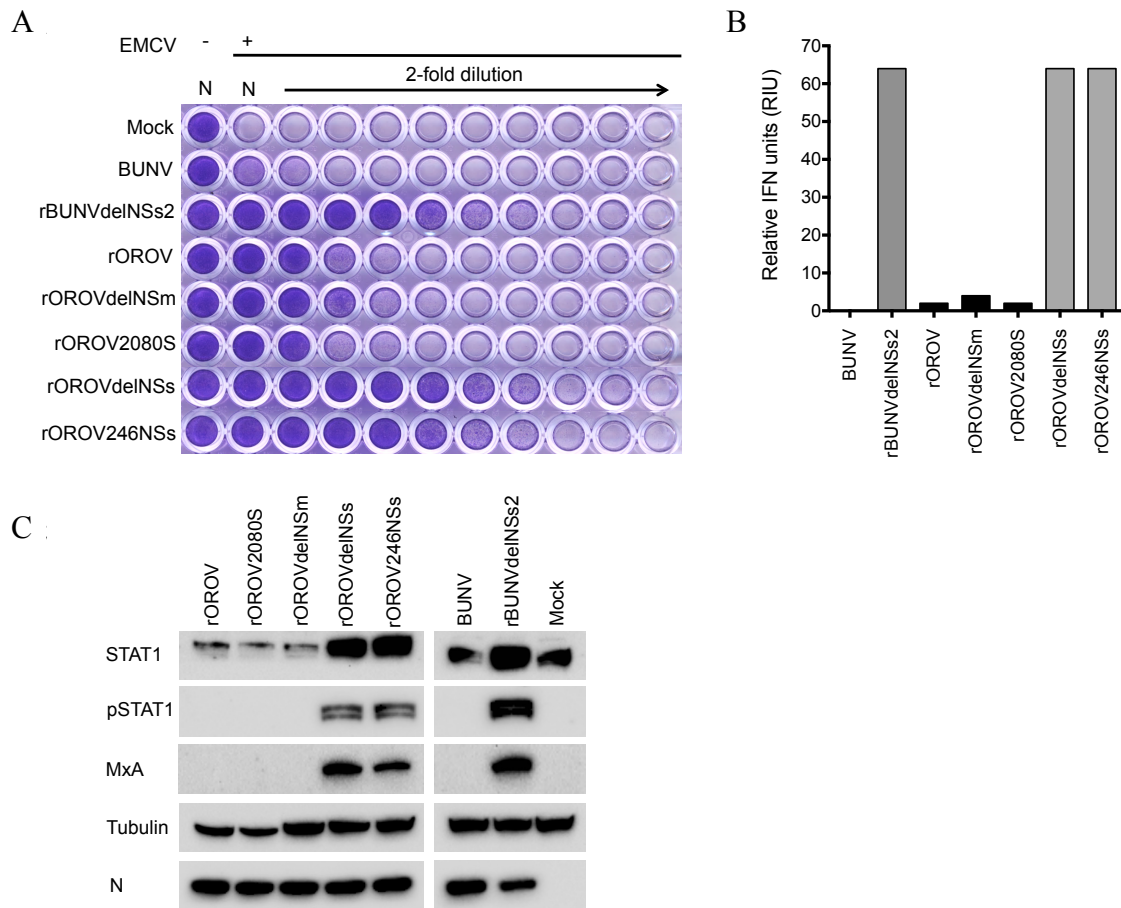 A
EMCV - +
2-fold dilution
N N
Mock
BUNV
rBUNVdelNSs2
rOROV
rOROVdelNSm
rOROV2080S
rOROVdelNSs
rOROV246NSs
B
Relative IFN units (RIU)
70
60
50
40
30
20
10
0
BUNV
rBUNVdelNSs2
rOROV
rOROVdelNSm
rOROV2080S
rOROVdelNSs
rOROV246NSs
C
rOROV
rOROV2080S
rOROVdelNSm
rOROVdelNSs
rOROV246NSs
BUNV
rBUNVdelNSs2
Mock
STAT1
pSTAT1
MxA
Tubulin
N